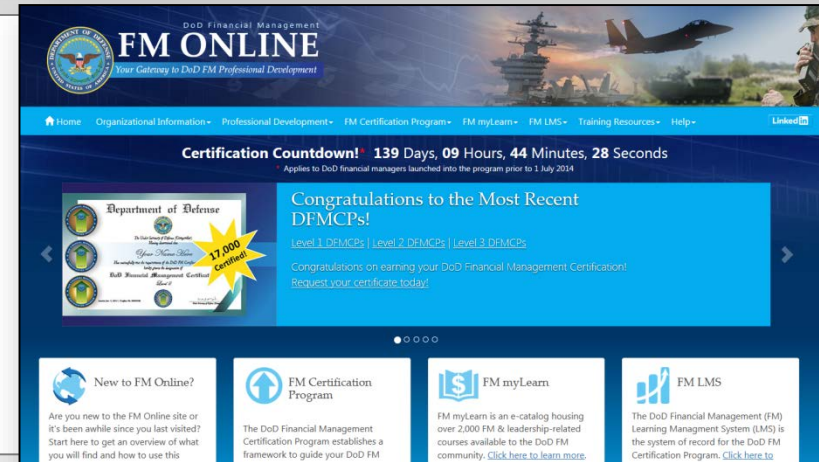 DoD Financial Management
FM ONLINE
Your Gateway to DoD FM Professional Development
Home Organizational Information Professional Development FM Certification Program FM myLearn FM LMS Training Resources Help Linked in
Certification Countdown!* 139 Days, 09 Hours, 44 Minutes, 28 Seconds
* Applies to DoD financial managers launched into the program prior to 1 July 2014
Department of Defense
Your Name Here
DoD Financial Management Certification
17,000
Certified!
Congratulations to the Most Recent
DFMCPs!
Level 1 DFMCPs | Level 2 DFMCPs | Level 3 DFMCPs
Congratulations on earning your DoD Financial Management Certification!
Request your certificate today!
New to FM Online?
Are you new to the FM Online site or
it's been awhile since you last visited?
Start here to get an overview of what
you will find and how to use this
FM Certification
Program
The DoD Financial Management
Certification Program establishes a
framework to guide your DoD FM
FM myLearn
FM myLearn is an e-catalog housing
over 2,000 FM & leadership-related
courses available to the DoD FM
community. Click here to learn more.
FM LMS
The DoD Financial Management (FM)
Learning Managment System (LMS) is
the system of record for the DoD FM
Certification Program. Click here to